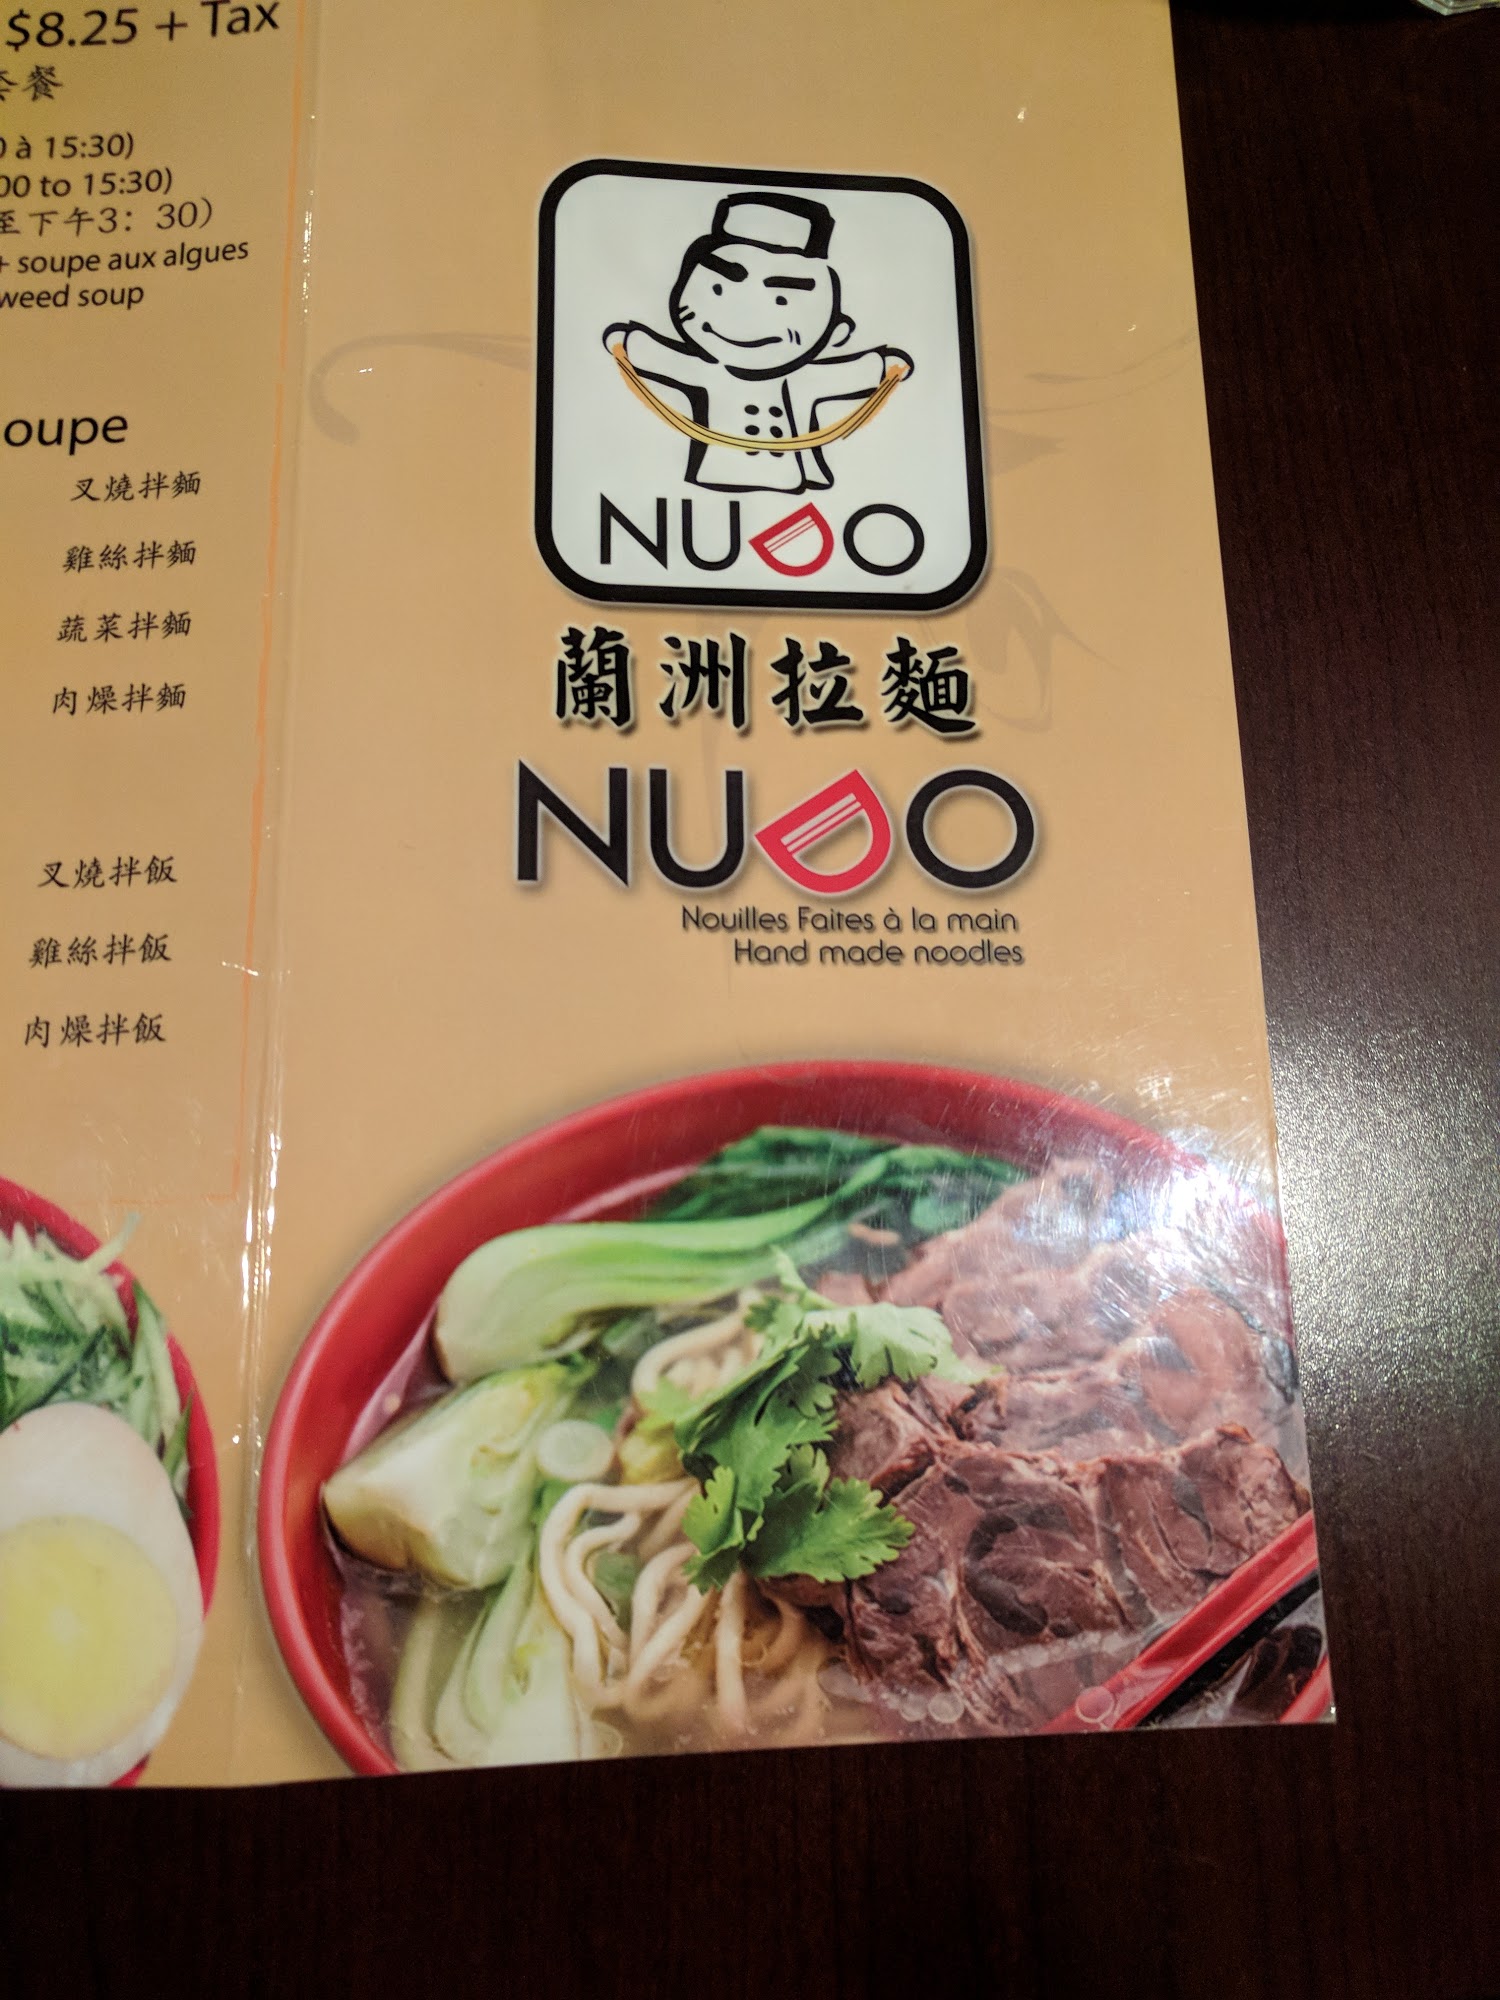 $8.25 + Tax
套餐
à 15:30)
00 to 15:30)
至下午3：30）
+ soupe aux algues
weed soup
oupe
叉燒拌麵
雞絲拌麵
蔬菜拌麵
肉燥拌麵
叉燒拌飯
雞絲拌飯
肉燥拌飯
NUDO
蘭洲拉麵
NUDO
Nouilles Faites à la main
Hand made noodles